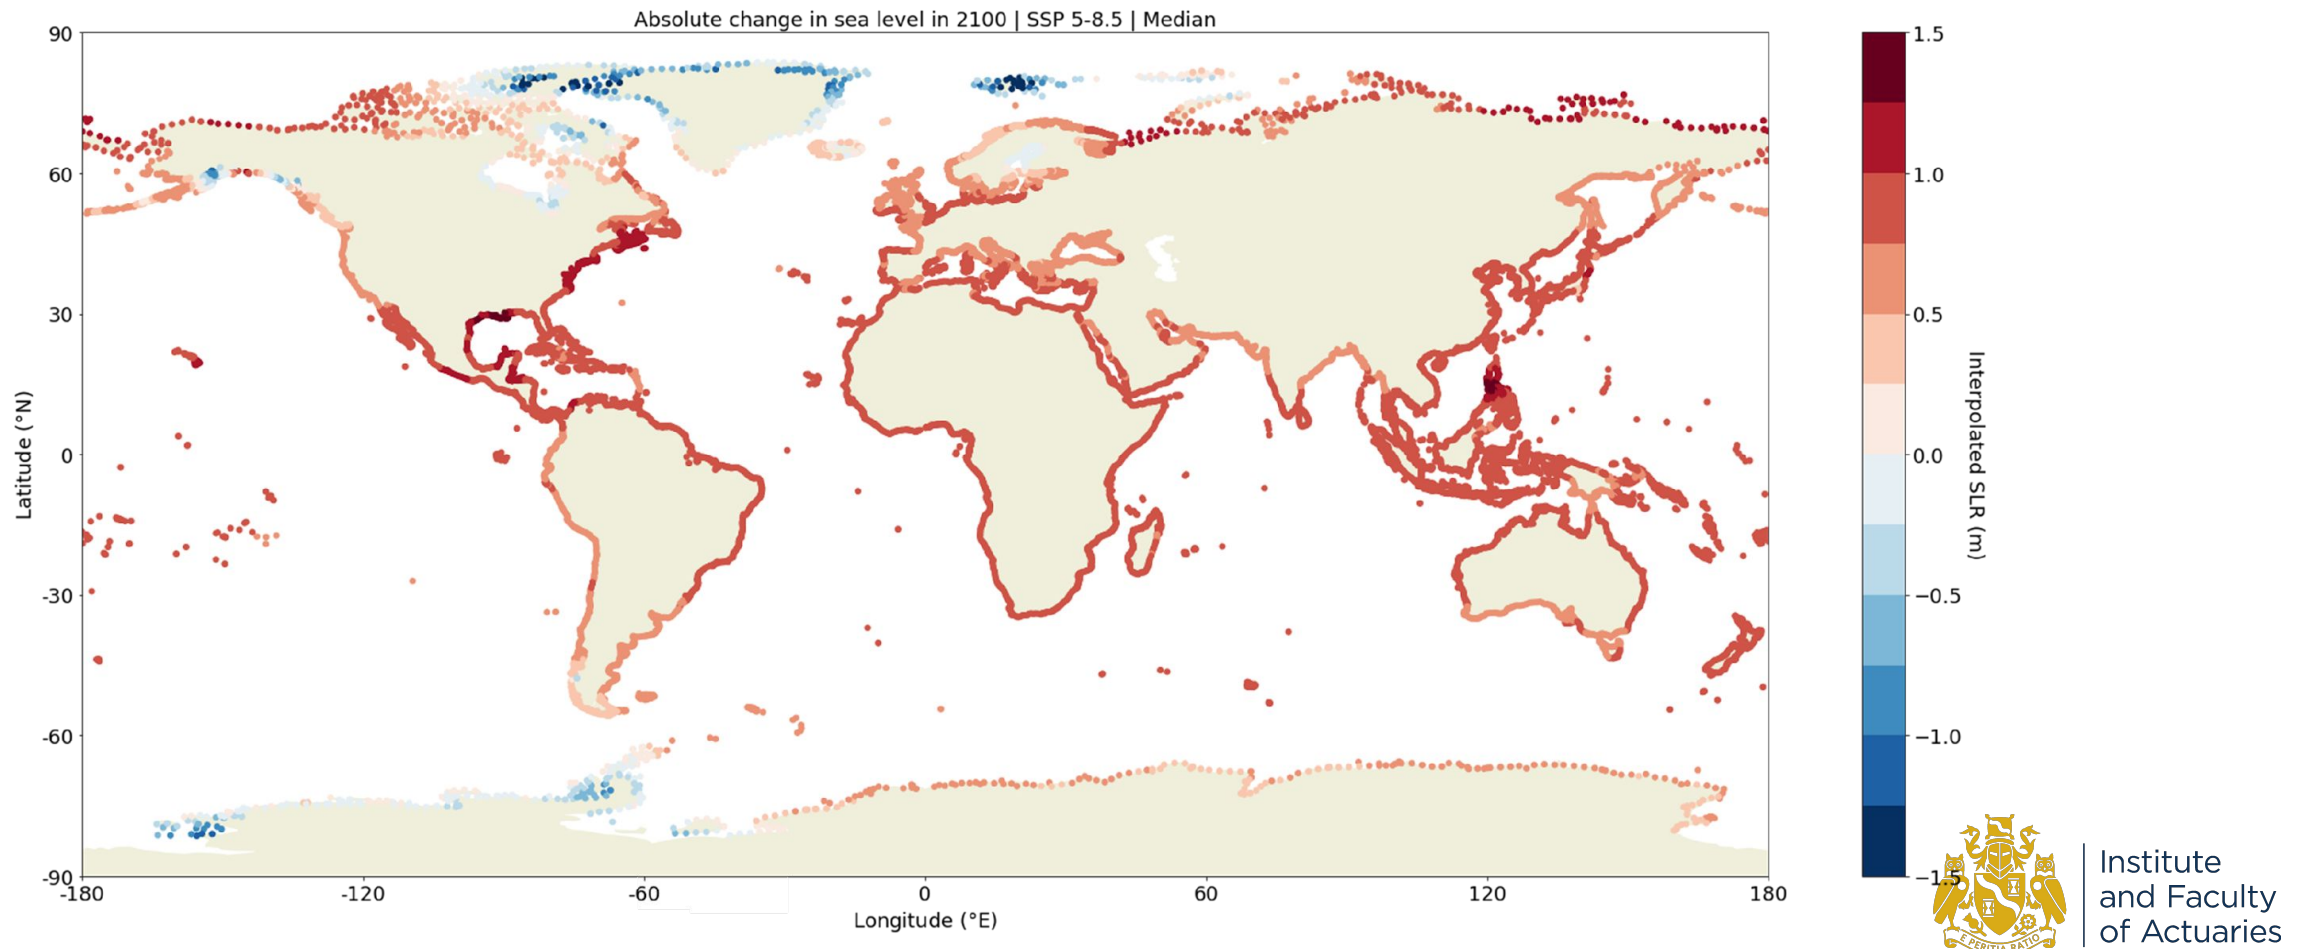 Absolute change in sea level in 2100 | SSP 5-8.5 | Median
90
60
30
0
-30
-60
-90
Latitude (°N)
-180
-120
-60
0
60
120
180
Longitude (°E)
1.5
1.0
0.5
0.0
−0.5
−1.0
−1.5
Interpolated SLR (m)
E PERITIA RATIO
Institute
and Faculty
of Actuaries